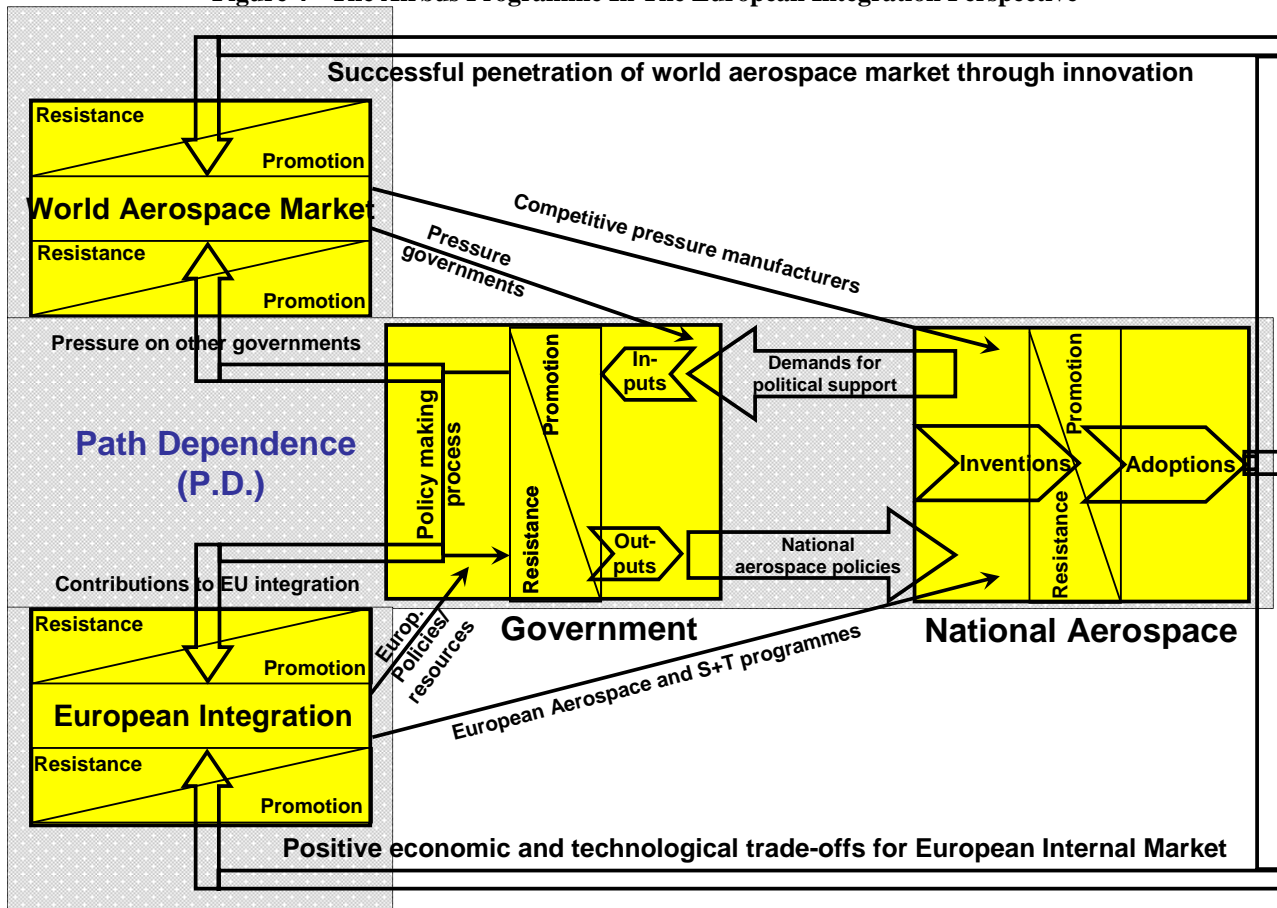 Successful penetration of world aerospace market through innovation
Resistance
Promotion
World Aerospace Market
Resistance
Promotion
Competitive pressure manufacturers
Pressure
governments
Pressure on other governments
Path Dependence
(P.D.)
Policy making
process
Promotion
Resistance
In-
puts
Out-
puts
Demands for
political support
National
aerospace policies
Inventions
Promotion
Resistance
Adoptions
Government
National Aerospace
Contributions to EU integration
Europ.
Policies/
resources
European Aerospace and S+T programmes
Resistance
Promotion
European Integration
Resistance
Promotion
Positive economic and technological trade-offs for European Internal Market